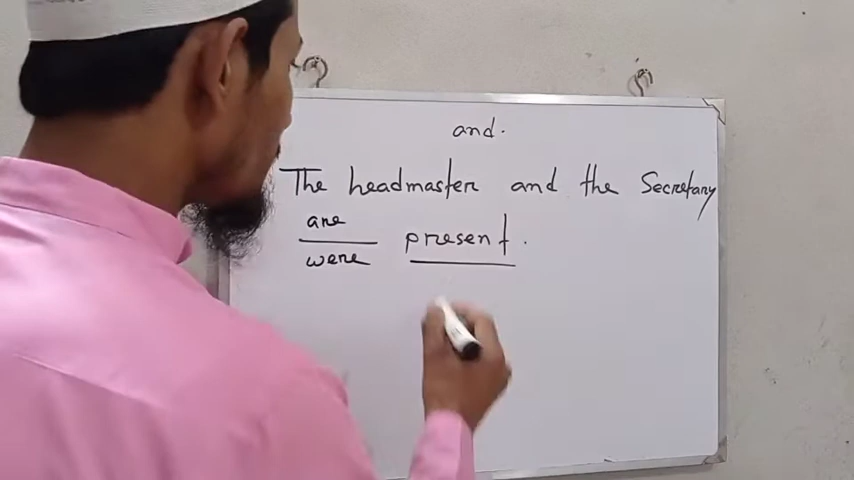 and.
The headmaster and the Secretary
are
were present.